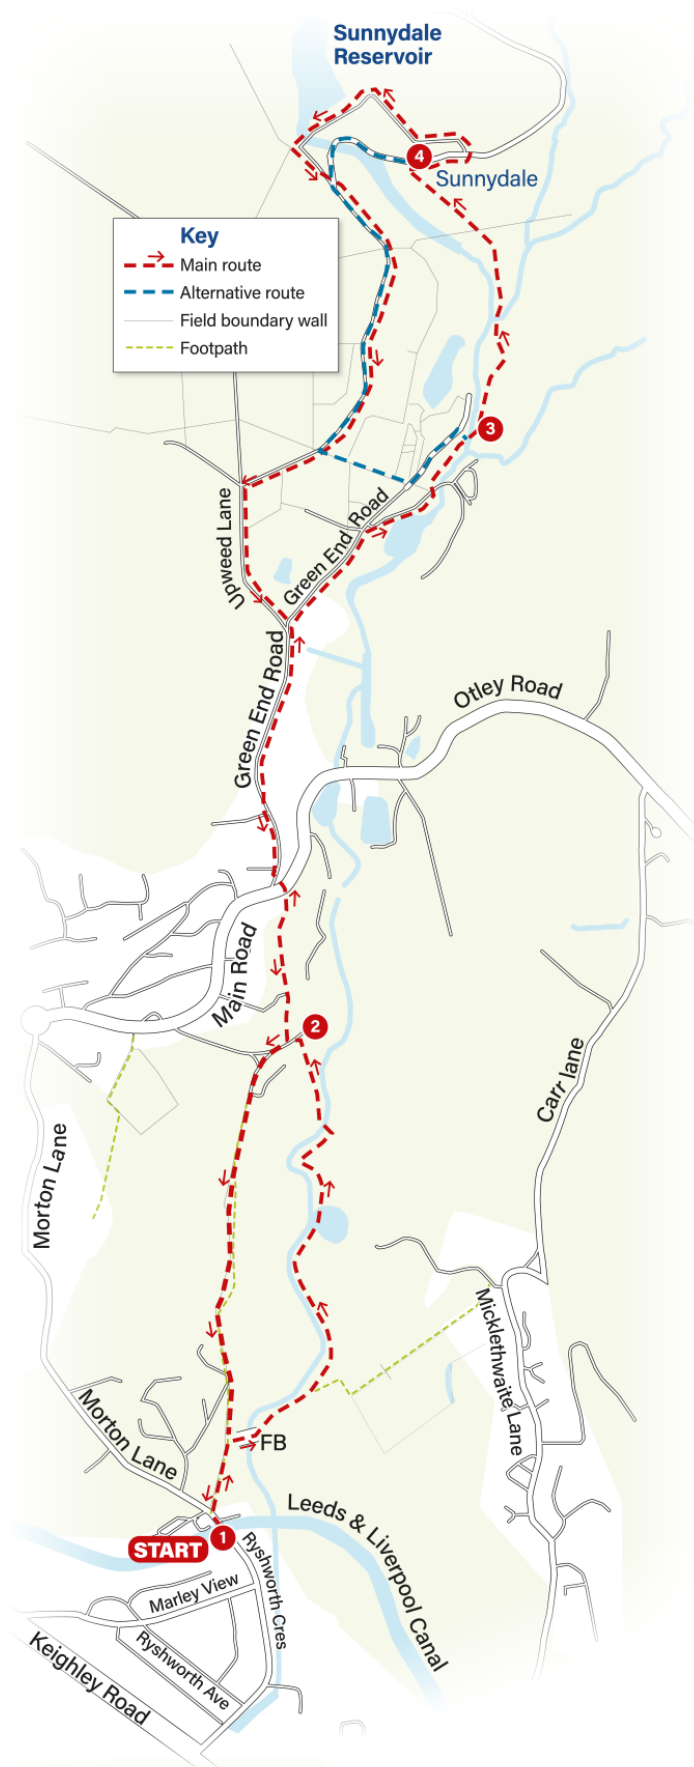 Sunnydale
Reservoir
4
Sunnydale
Key
Main route
Alternative route
Field boundary wall
Footpath
3
Upweed Lane
Green End Road
Green End Road
Otley Road
Main Road
2
Carr lane
Morton Lane
Micklethwaite Lane
Morton Lane
FB
Leeds & Liverpool Canal
START
1
Ryshworth Cres
Marley View
Ryshworth Ave
Keighley Road